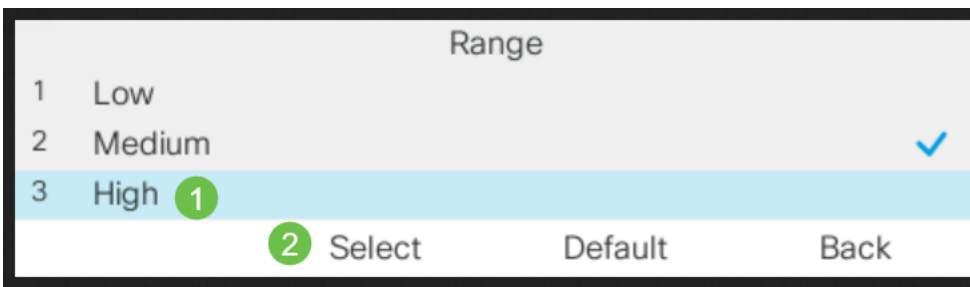 Range
1 Low
2 Medium
3 High 1
2 Select Default Back